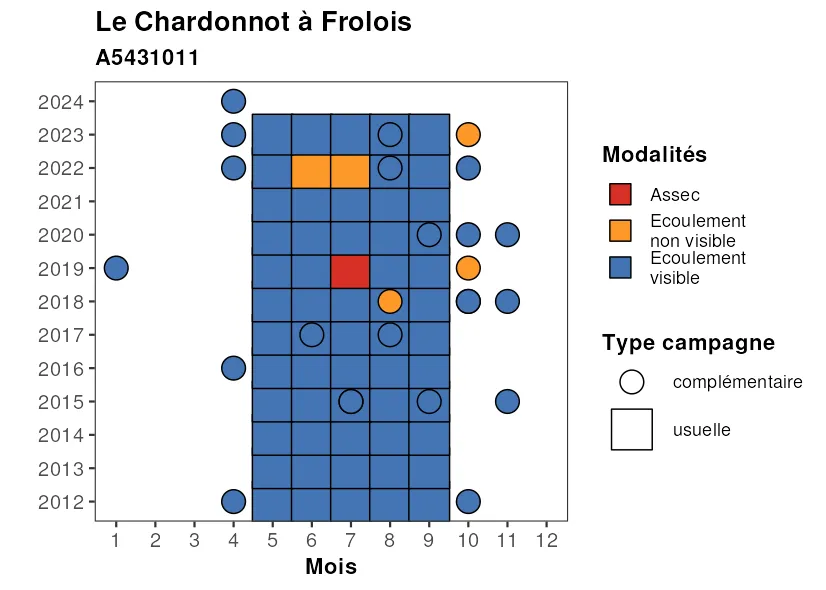 Le Chardonnot à Frolois
A5431011
2024
2023
2022
2021
2020
2019
2018
2017
2016
2015
2014
2013
2012
1 2 3 4 5 6 7 8 9 10 11 12
Mois
Modalités
Assec
Ecoulement
non visible
Ecoulement
visible
Type campagne
complémentaire
usuelle